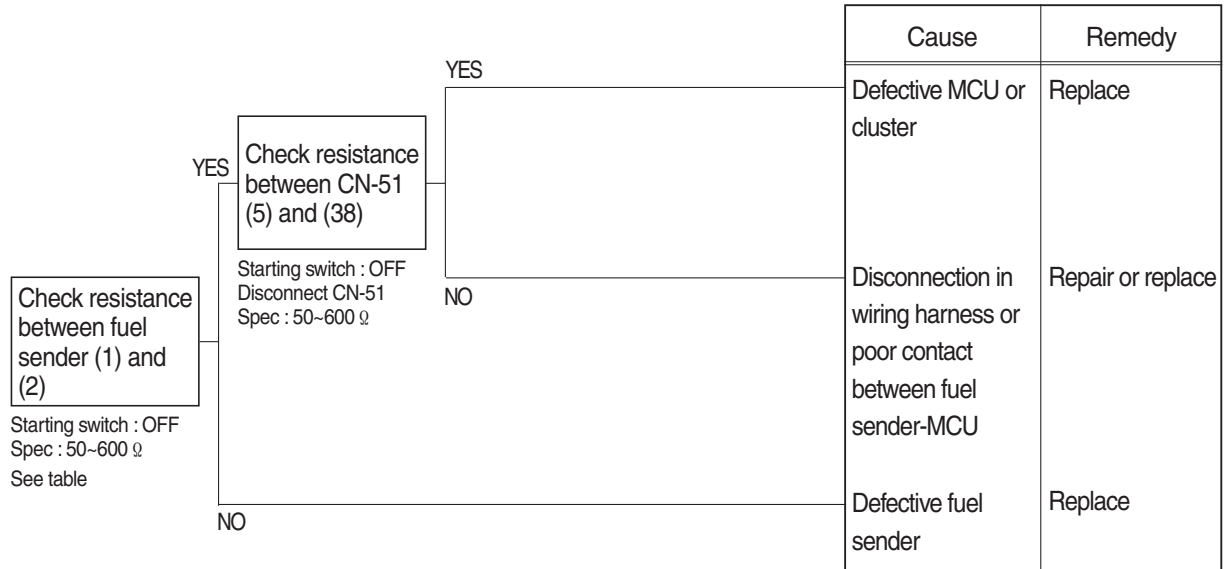 Check resistance
between fuel
sender (1) and
(2)
Starting switch : OFF
Spec : 50~600 Ω
See table
YES
NO
Check resistance
between CN-51
(5) and (38)
Starting switch : OFF
Disconnect CN-51
Spec : 50~600 Ω
YES
NO
Cause
Remedy
Defective MCU or
cluster
Replace
Disconnection in
wiring harness or
poor contact
between fuel
sender-MCU
Repair or replace
Defective fuel
sender
Replace